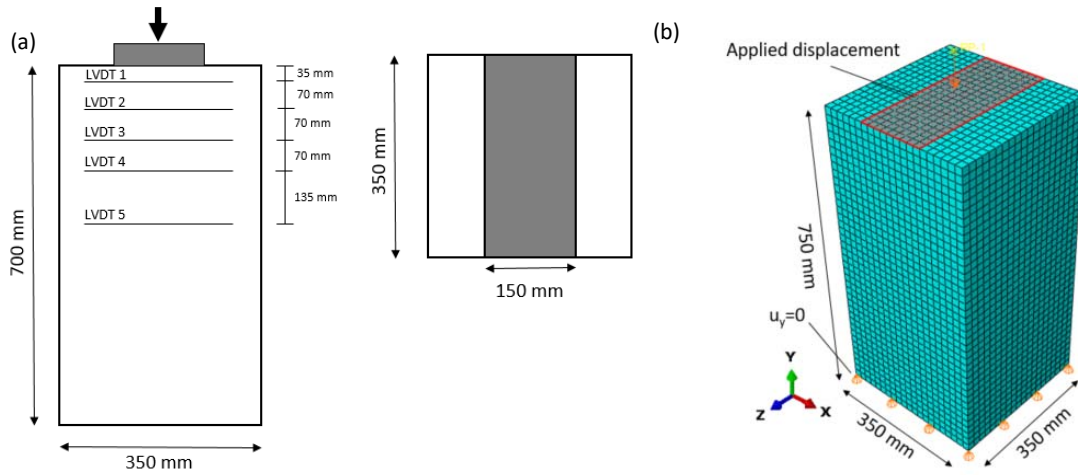 (a)
LVDT 1
LVDT 2
LVDT 3
LVDT 4
LVDT 5
35 mm
70 mm
70 mm
70 mm
135 mm
700 mm
350 mm
350 mm
150 mm
(b)
Applied displacement
750 mm
uy=0
Y
Z
X
350 mm
350 mm